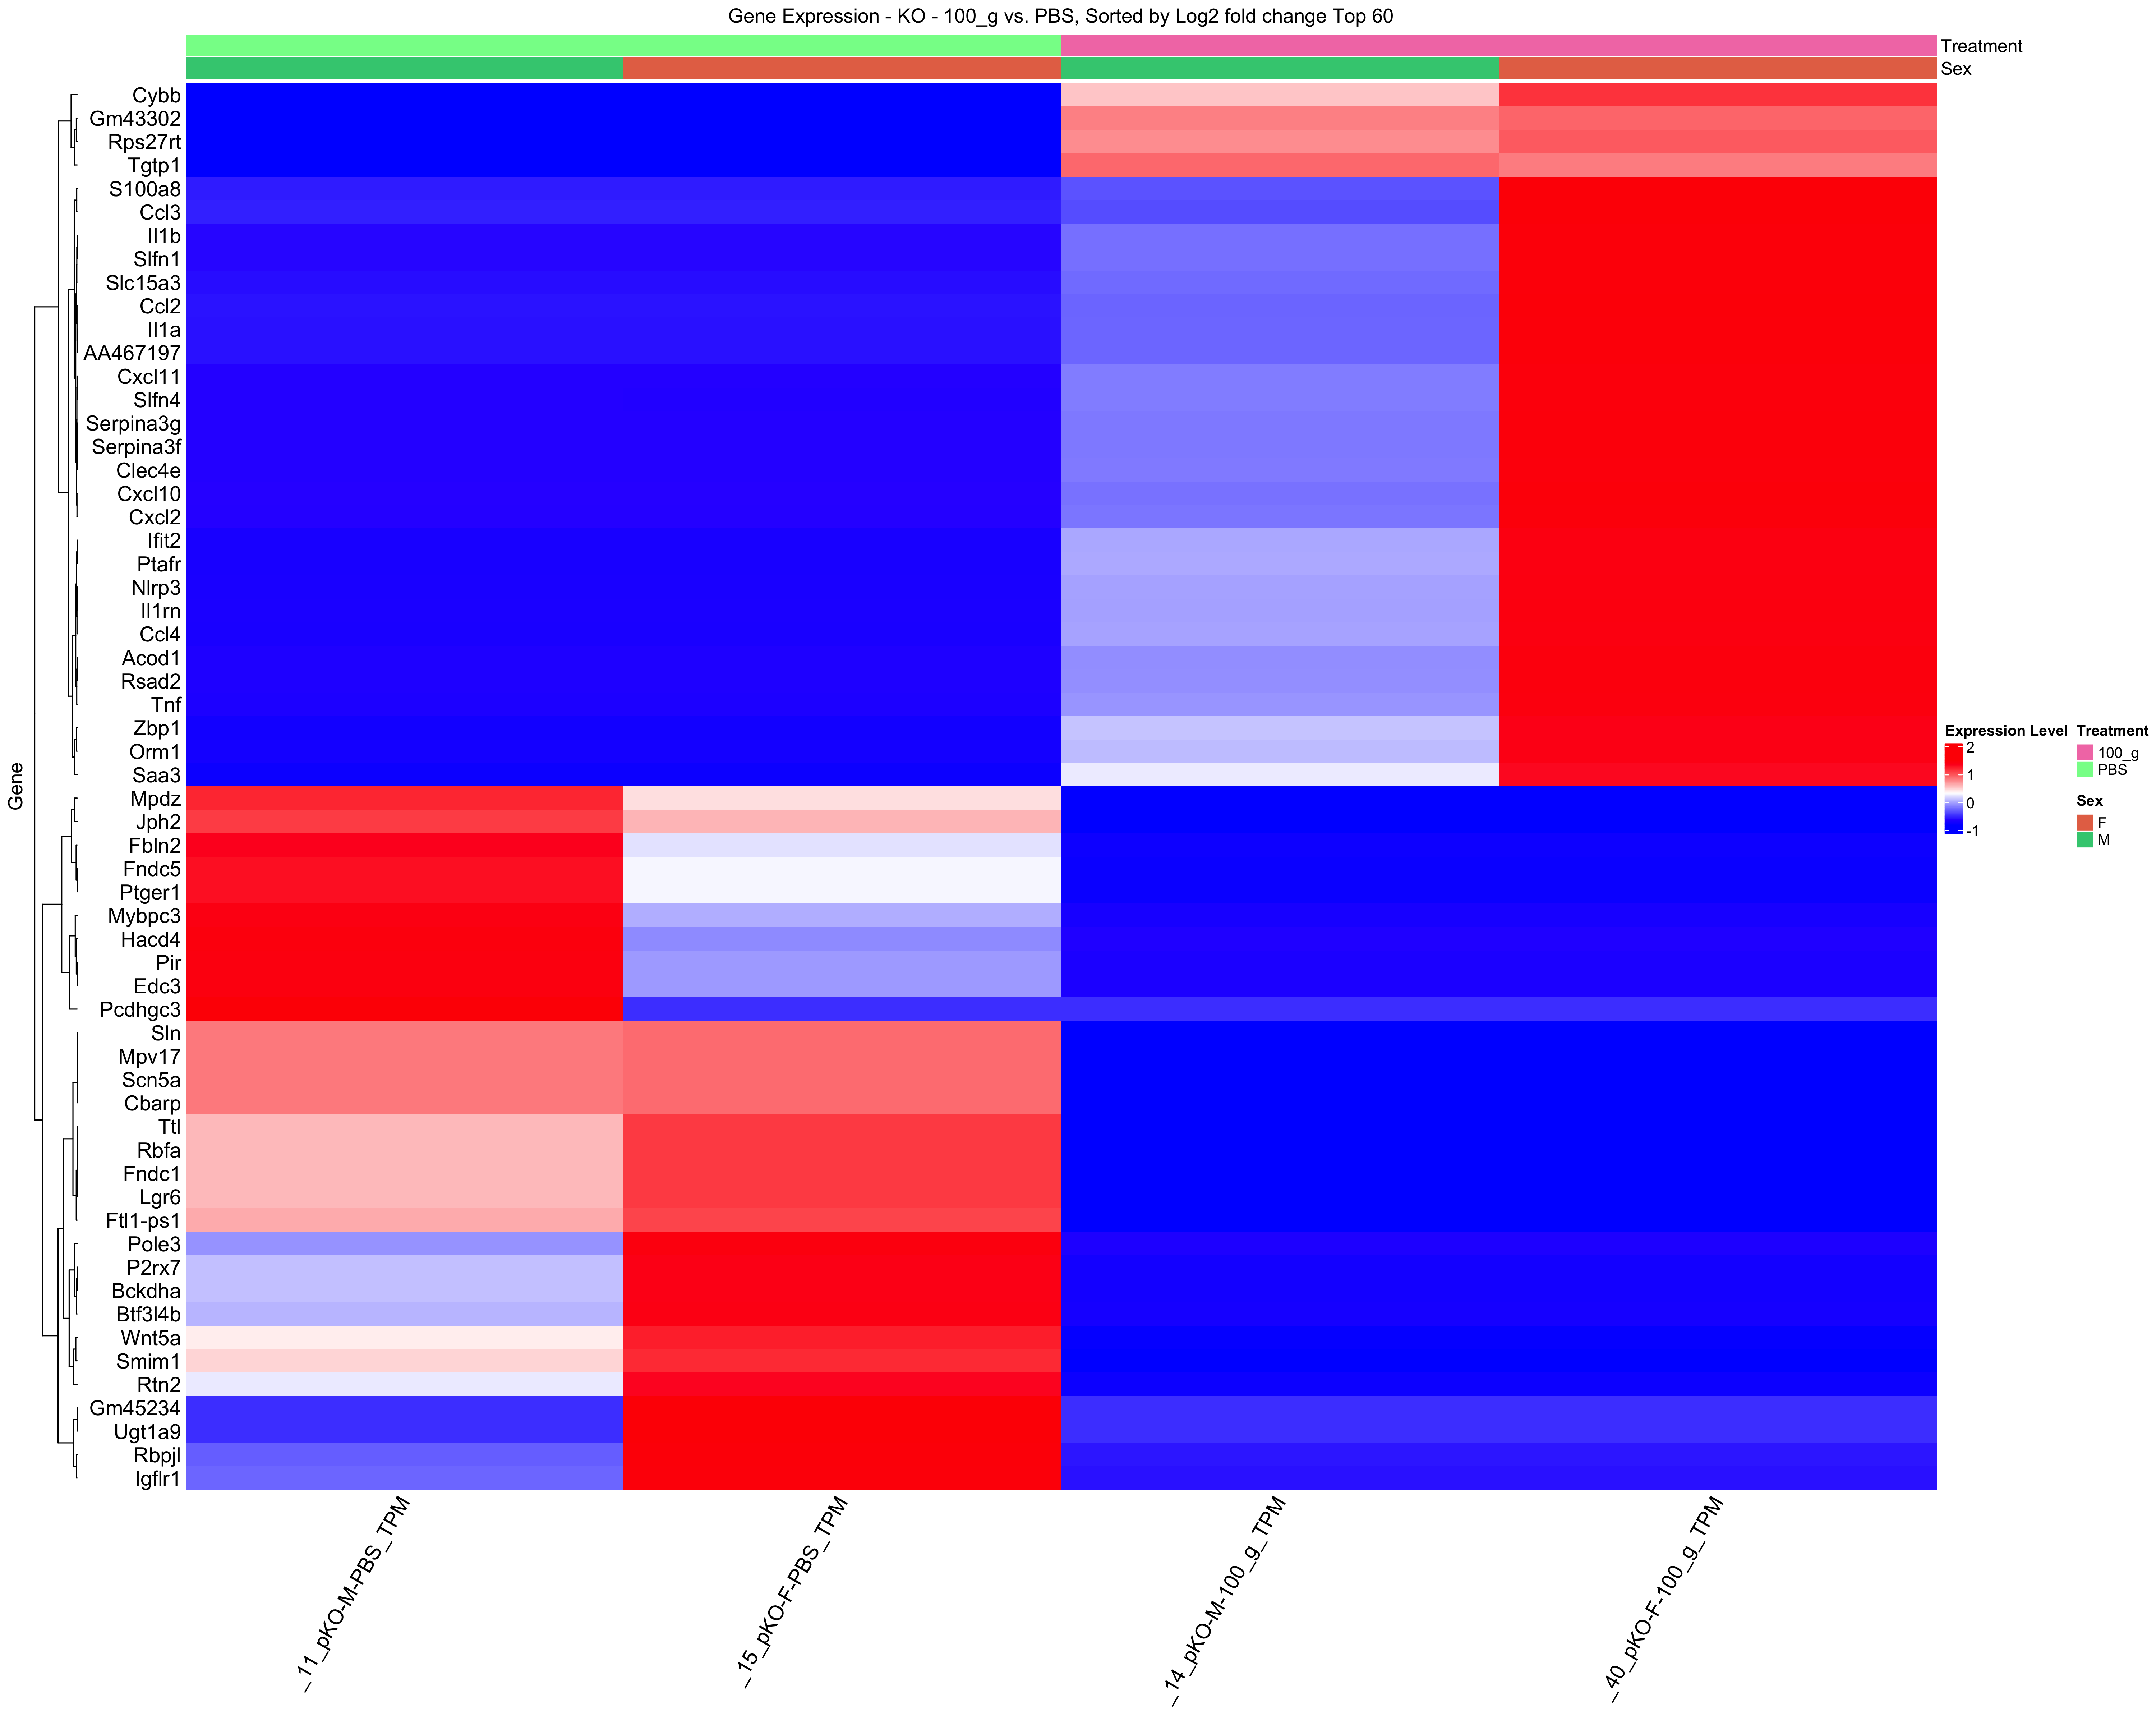 Gene Expression - KO - 100_g vs. PBS, Sorted by Log2 fold change Top 60
Treatment
Sex
Cybb
Gm43302
Rps27rt
Tgtp1
S100a8
Ccl3
Il1b
Slfn1
Slc15a3
Ccl2
Il1a
AA467197
Cxcl11
Slfn4
Serpina3g
Serpina3f
Clec4e
Cxcl10
Cxcl2
Ifit2
Ptafr
Nlrp3
Il1rn
Ccl4
Acod1
Rsad2
Tnf
Zbp1
Orm1
Saa3
Mpdz
Jph2
Fbln2
Fndc5
Ptger1
Mybpc3
Hacd4
Pir
Edc3
Pcdhgc3
Sln
Mpv17
Scn5a
Cbarp
Ttl
Rbfa
Fndc1
Lgr6
Ftl1-ps1
Pole3
P2rx7
Bckdha
Btf3l4b
Wnt5a
Smim1
Rtn2
Gm45234
Ugt1a9
Rbpjl
Igflr1
Gene
_11_pKO-M-PBS_TPM
_15_pKO-F-PBS_TPM
_14_pKO-M-100_g_TPM
_40_pKO-F-100_g_TPM
Expression Level
2
1
0
-1
Treatment
100_g
PBS
Sex
F
M